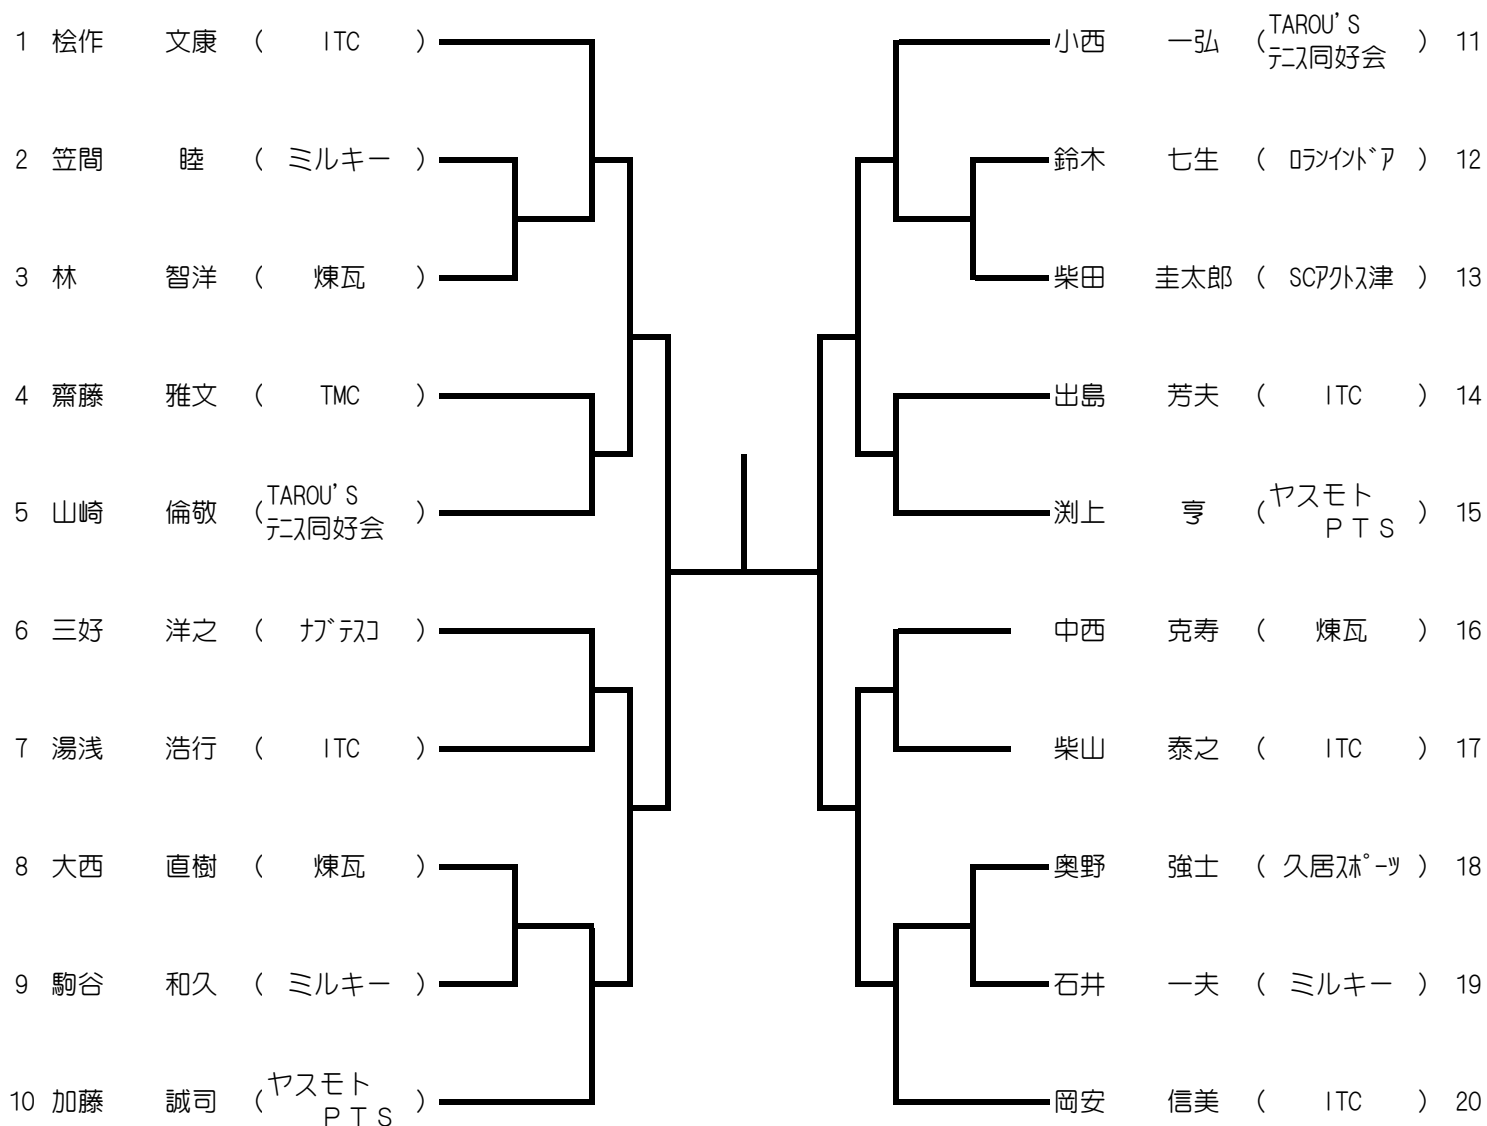 1 桧作 文康 ( ITC )
2 笠間 睦 ( ミルキー )
3 林 智洋 ( 煉瓦 )
4 齋藤 雅文 ( TMC )
5 山崎 倫敬 (TAROU'S
ﾃﾆｽ同好会 )
6 三好 洋之 ( ﾅﾌﾞﾃｽｺ )
7 湯浅 浩行 ( ITC )
8 大西 直樹 ( 煉瓦 )
9 駒谷 和久 ( ミルキー )
10 加藤 誠司 (ヤスモト
ＰＴＳ )
小西 一弘 (TAROU'S
ﾃﾆｽ同好会 ) 11
鈴木 七生 ( ﾛﾗﾝｲﾝﾄﾞｱ ) 12
柴田 圭太郎 ( SCｱｸﾄｽ津 ) 13
出島 芳夫 ( ITC ) 14
渕上 亨 (ヤスモト
ＰＴＳ ) 15
中西 克寿 ( 煉瓦 ) 16
柴山 泰之 ( ITC ) 17
奥野 強士 ( 久居ｽﾎﾟｰﾂ ) 18
石井 一夫 ( ミルキー ) 19
岡安 信美 ( ITC ) 20